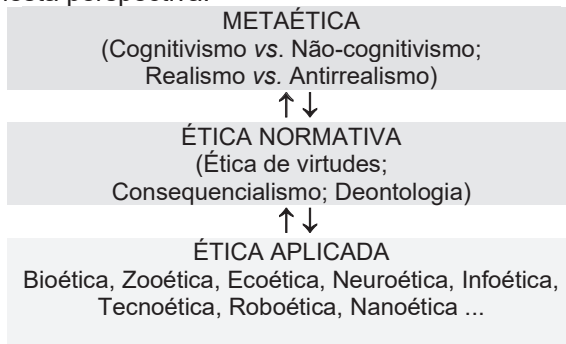 nesta perspectiva.
METAÉTICA
(Cognitivismo vs. Não-cognitivismo;
Realismo vs. Antirrealismo)
↑↓
ÉTICA NORMATIVA
(Ética de virtudes;
Consequencialismo; Deontologia)
↑↓
ÉTICA APLICADA
Bioética, Zooética, Ecoética, Neuroética, Infoética,
Tecnoética, Roboética, Nanoética ...